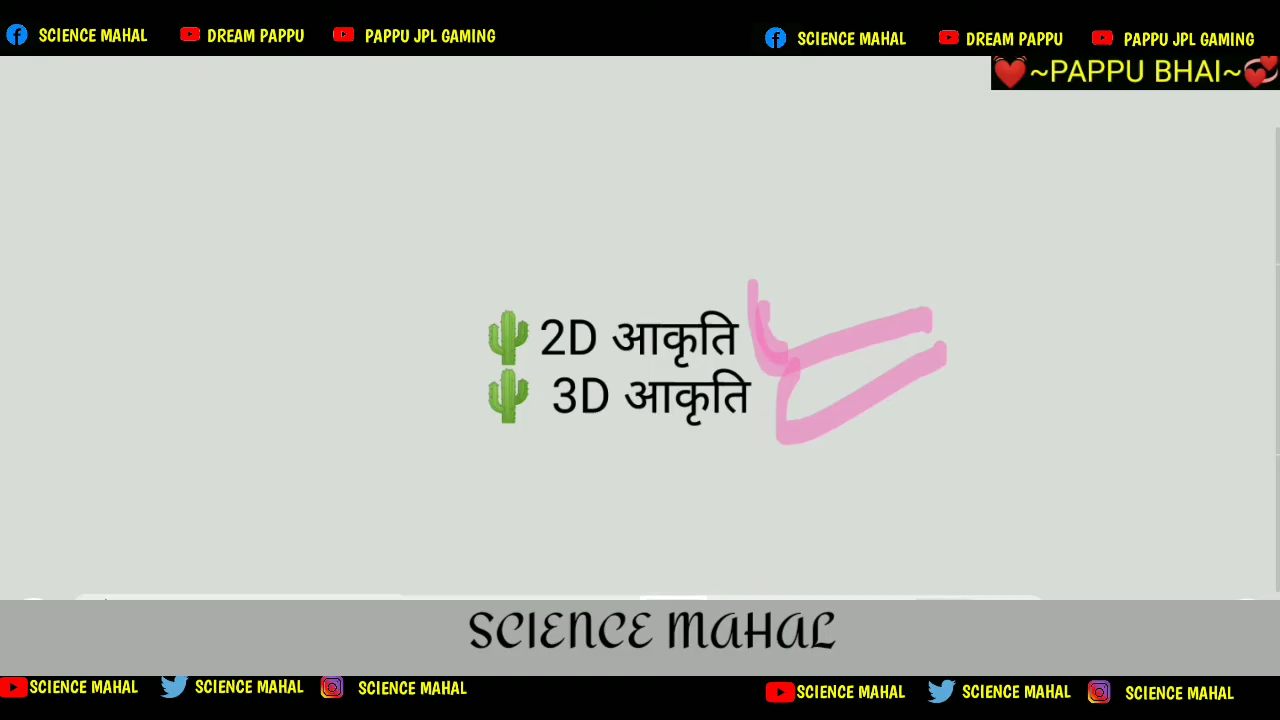 SCIENCE MAHAL DREAM PAPPU PAPPU JPL GAMING SCIENCE MAHAL DREAM PAPPU PAPPU JPL GAMING
❤️~PAPPU BHAI~💞
🌵2D आकृति
🌵 3D आकृति
SCIENCE MAHAL
SCIENCE MAHAL SCIENCE MAHAL SCIENCE MAHAL SCIENCE MAHAL SCIENCE MAHAL SCIENCE MAHAL